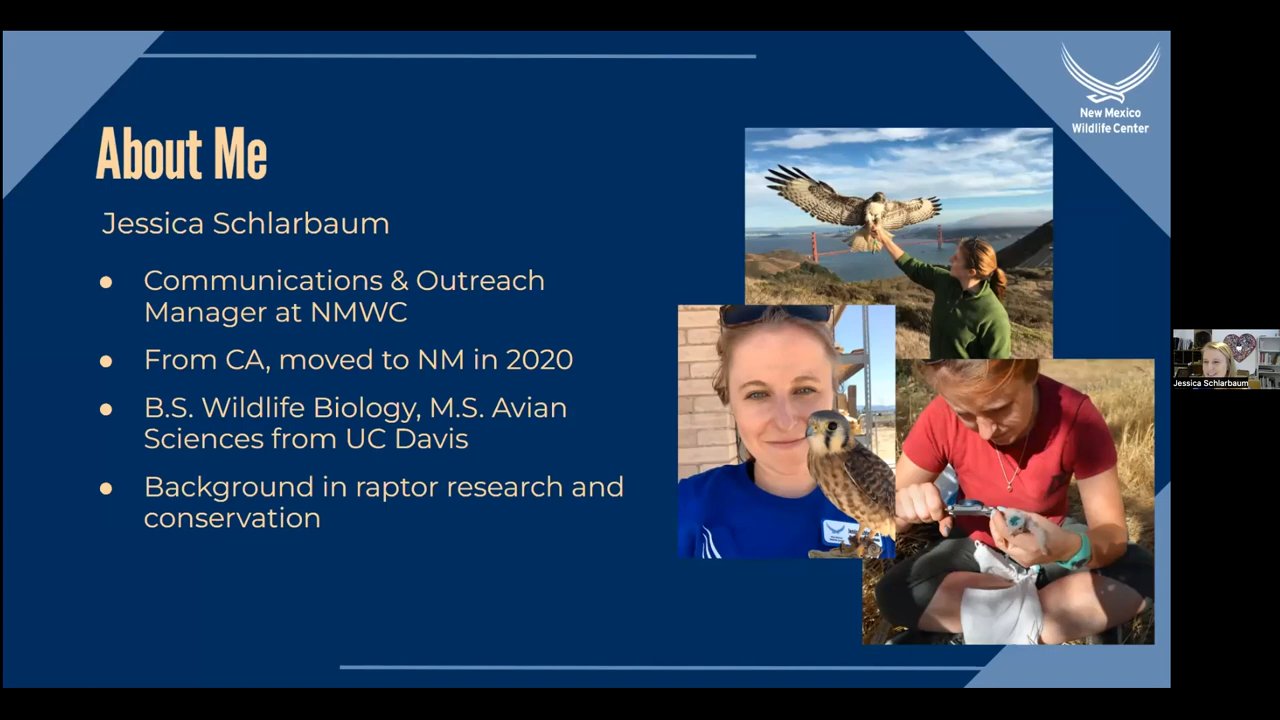 New Mexico
Wildlife Center
About Me
Jessica Schlarbaum
● Communications & Outreach
Manager at NMWC
● From CA, moved to NM in 2020
● B.S. Wildlife Biology, M.S. Avian
Sciences from UC Davis
● Background in raptor research and
conservation
Jessica Schlarbaum